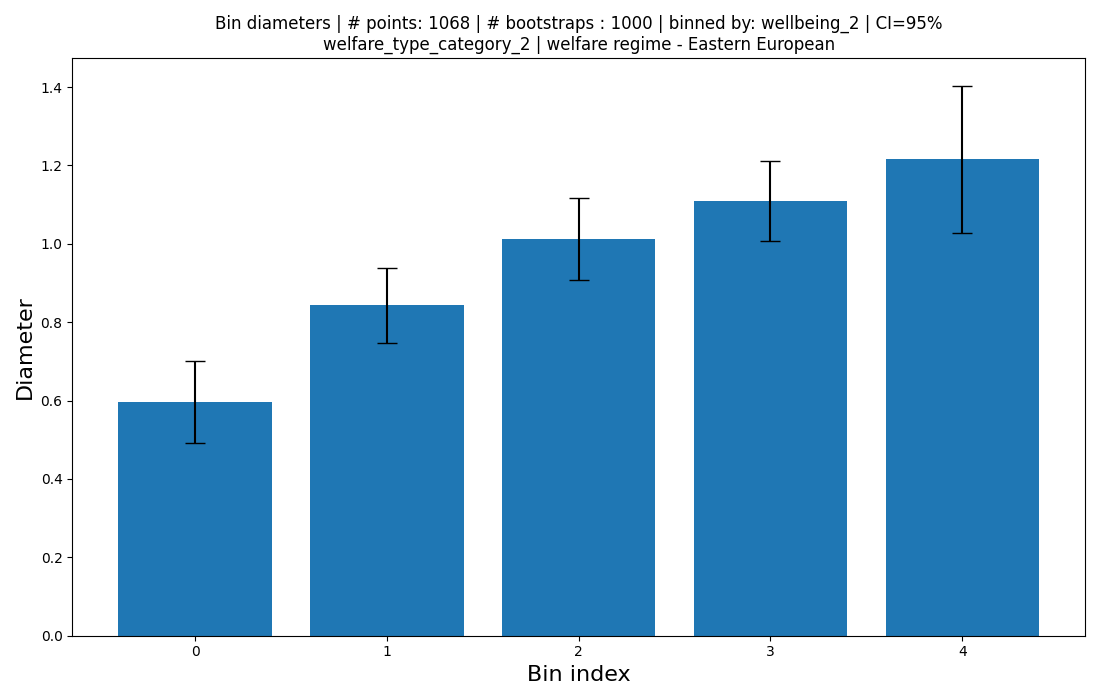 Bin diameters | # points: 1068 | # bootstraps : 1000 | binned by: wellbeing_2 | CI=95%
welfare_type_category_2 | welfare regime - Eastern European
1.4
1.2
1.0
0.8
0.6
0.4
0.2
0.0
Diameter
0 1 2 3 4
Bin index